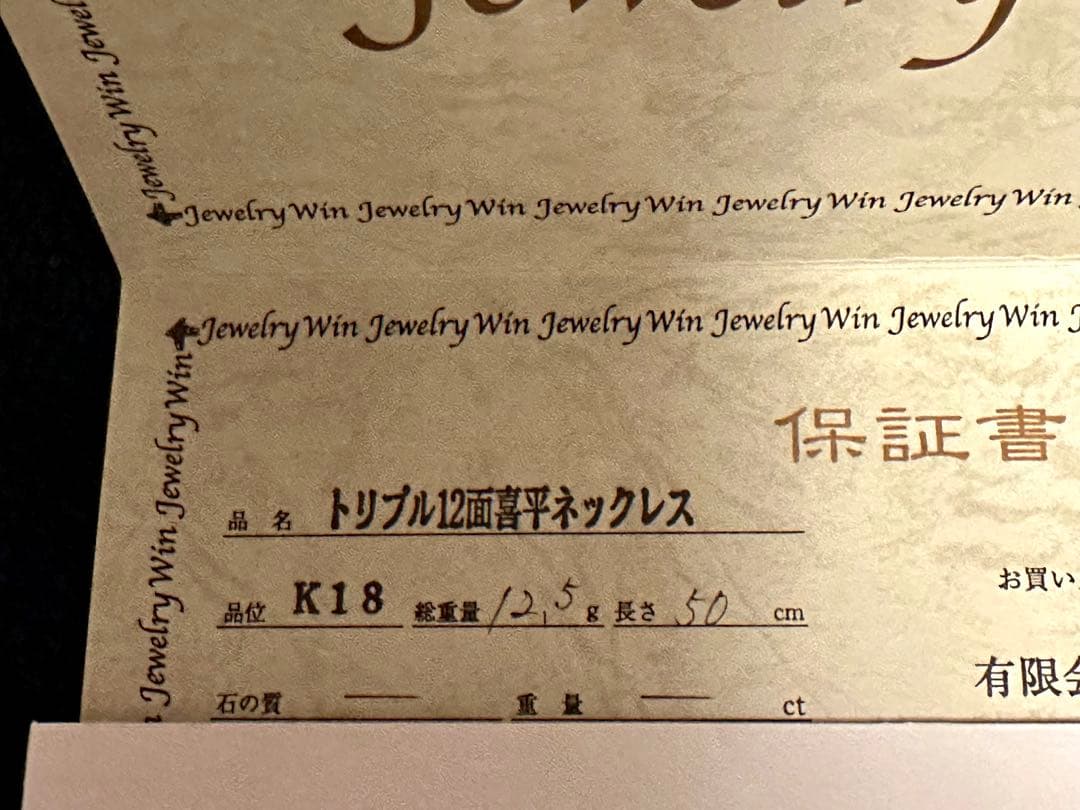 Jewelry
Jewelry Win Jewelry Win Jewelry Win Jewelry Win Jewelry Win
Jewelry Win Jewelry Win Jewelry Win Jewelry Win Jewelry Win
Jewelry Win Jewel
Jewelry Win Jewelry Win
保証書
品 名 トリプル12面喜平ネックレス
品位 K18 総重量 12.5 g 長さ 50 cm
お買い
石の質 — 重 量 — ct
有限会